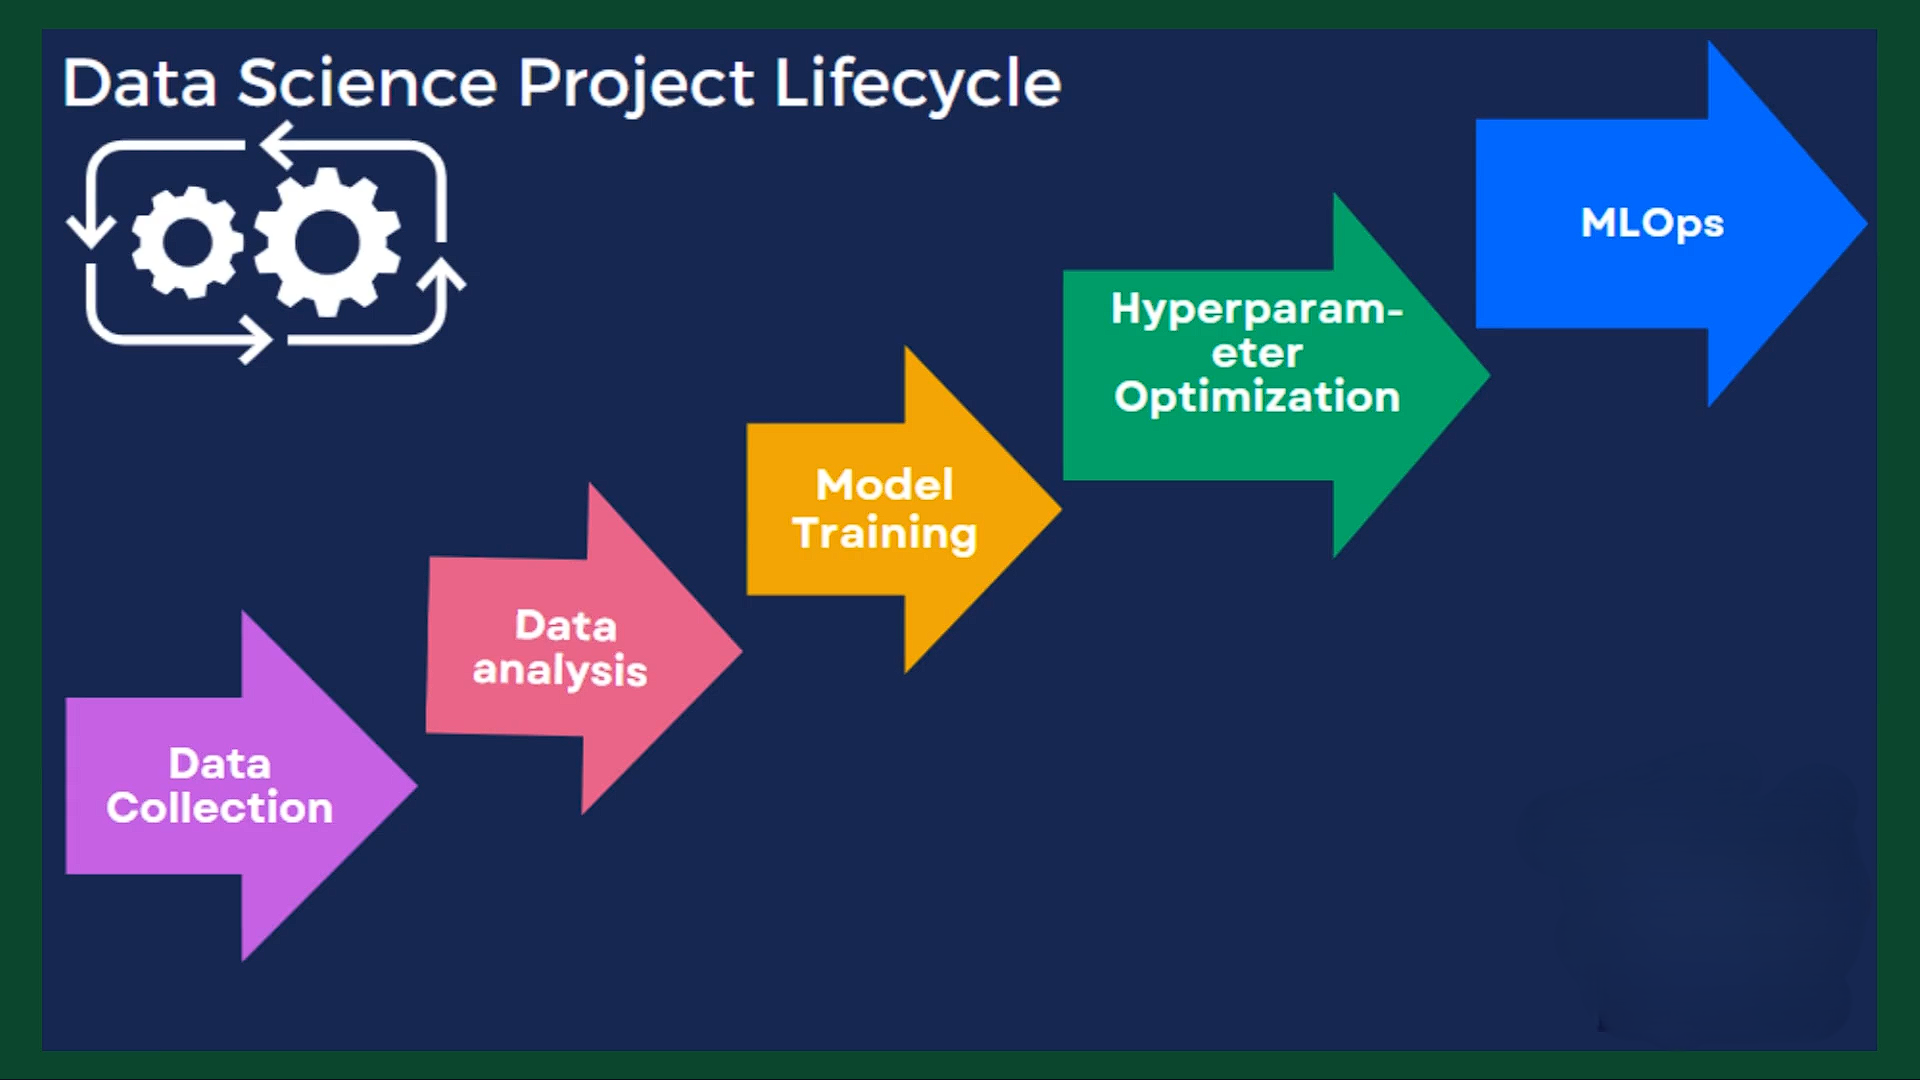 Data Science Project Lifecycle
Data
Collection
Data
analysis
Model
Training
Hyperparam-
eter
Optimization
MLOps